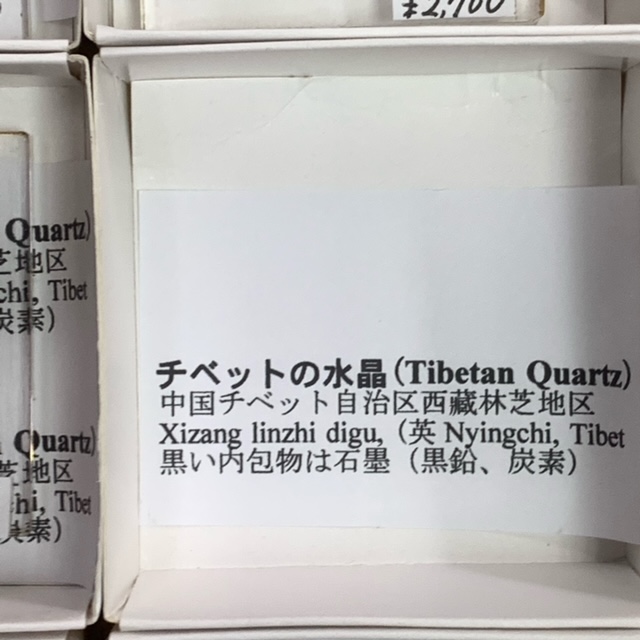 ¥2,700
チベットの水晶(Tibetan Quartz)
中国チベット自治区西藏林芝地区
Xizang linzhi digu, (英 Nyingchi, Tibet
黒い内包物は石墨（黒鉛、炭素）
Quartz)
芝地区
chi, Tibet
炭素）
Quartz)
芝地区
hi, Tibet
炭素）